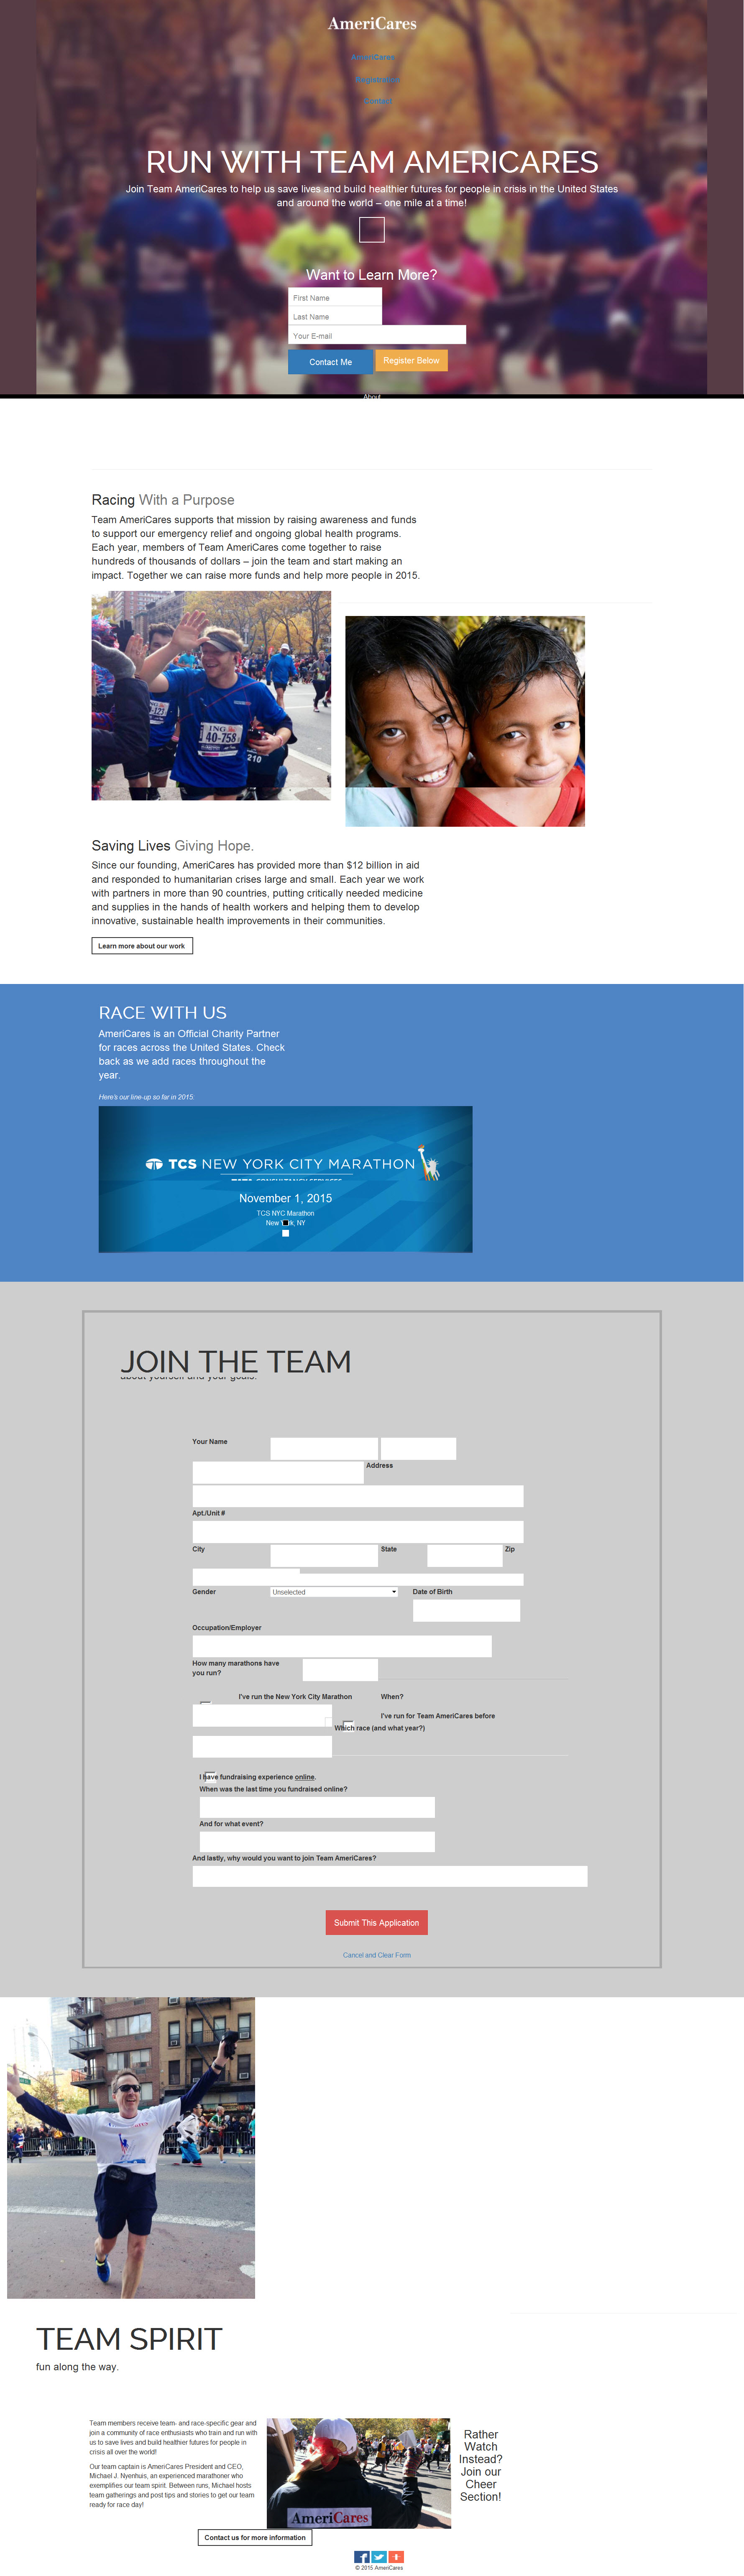 AmeriCares
AmeriCares
Registration
Contact
RUN WITH TEAM AMERICARES
Join Team AmeriCares to help us save lives and build healthier futures for people in crisis in the United States
and around the world – one mile at a time!
Want to Learn More?
First Name
Last Name
Your E-mail
Contact Me
Register Below
About
Racing With a Purpose
Team AmeriCares supports that mission by raising awareness and funds
to support our emergency relief and ongoing global health programs.
Each year, members of Team AmeriCares come together to raise
hundreds of thousands of dollars – join the team and start making an
impact. Together we can raise more funds and help more people in 2015.
ING
40-758
210
Saving Lives Giving Hope.
Since our founding, AmeriCares has provided more than $12 billion in aid
and responded to humanitarian crises large and small. Each year we work
with partners in more than 90 countries, putting critically needed medicine
and supplies in the hands of health workers and helping them to develop
innovative, sustainable health improvements in their communities.
Learn more about our work
RACE WITH US
AmeriCares is an Official Charity Partner
for races across the United States. Check
back as we add races throughout the
year.
Here's our line-up so far in 2015.
TCS NEW YORK CITY MARATHON
TATA CONSULTANCY SERVICES
November 1, 2015
TCS NYC Marathon
New York, NY
JOIN THE TEAM
about yourself and your goals.
Your Name
Address
Apt./Unit #
City
State
Zip
Gender
Unselected
Date of Birth
Occupation/Employer
How many marathons have
you run?
I've run the New York City Marathon
When?
I've run for Team AmeriCares before
Which race (and what year?)
I have fundraising experience online.
When was the last time you fundraised online?
And for what event?
And lastly, why would you want to join Team AmeriCares?
Submit This Application
Cancel and Clear Form
TEAM SPIRIT
fun along the way.
Team members receive team- and race-specific gear and
join a community of race enthusiasts who train and run with
us to save lives and build healthier futures for people in
crisis all over the world!
Our team captain is AmeriCares President and CEO,
Michael J. Nyenhuis, an experienced marathoner who
exemplifies our team spirit. Between runs, Michael hosts
team gatherings and post tips and stories to get our team
ready for race day!
AmeriCares
Rather
Watch
Instead?
Join our
Cheer
Section!
Contact us for more information
© 2015 AmeriCares